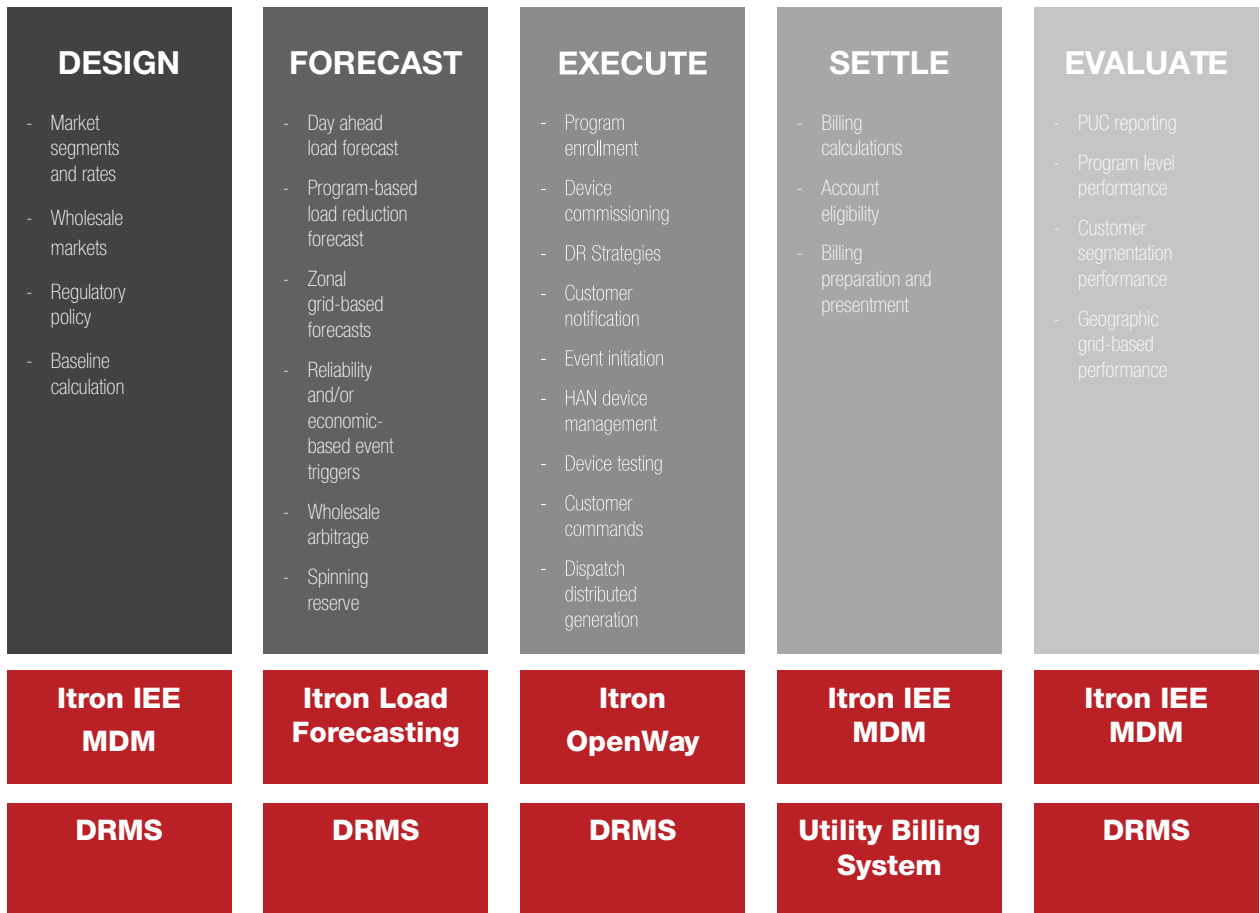 DESIGN
- Market
segments
and rates
- Wholesale
markets
- Regulatory
policy
- Baseline
calculation
FORECAST
- Day ahead
load forecast
- Program-based
load reduction
forecast
- Zonal
grid-based
forecasts
- Reliability
and/or
economic-
based event
triggers
- Wholesale
arbitrage
- Spinning
reserve
EXECUTE
- Program
enrollment
- Device
commissioning
- DR Strategies
- Customer
notification
- Event initiation
- HAN device
management
- Device testing
- Customer
commands
- Dispatch
distributed
generation
SETTLE
- Billing
calculations
- Account
eligibility
- Billing
preparation and
presentment
EVALUATE
- PUC reporting
- Program level
performance
- Customer
segmentation
performance
- Geographic
grid-based
performance
Itron IEE
MDM
Itron Load
Forecasting
Itron
OpenWay
Itron IEE
MDM
Itron IEE
MDM
DRMS
DRMS
DRMS
Utility Billing
System
DRMS